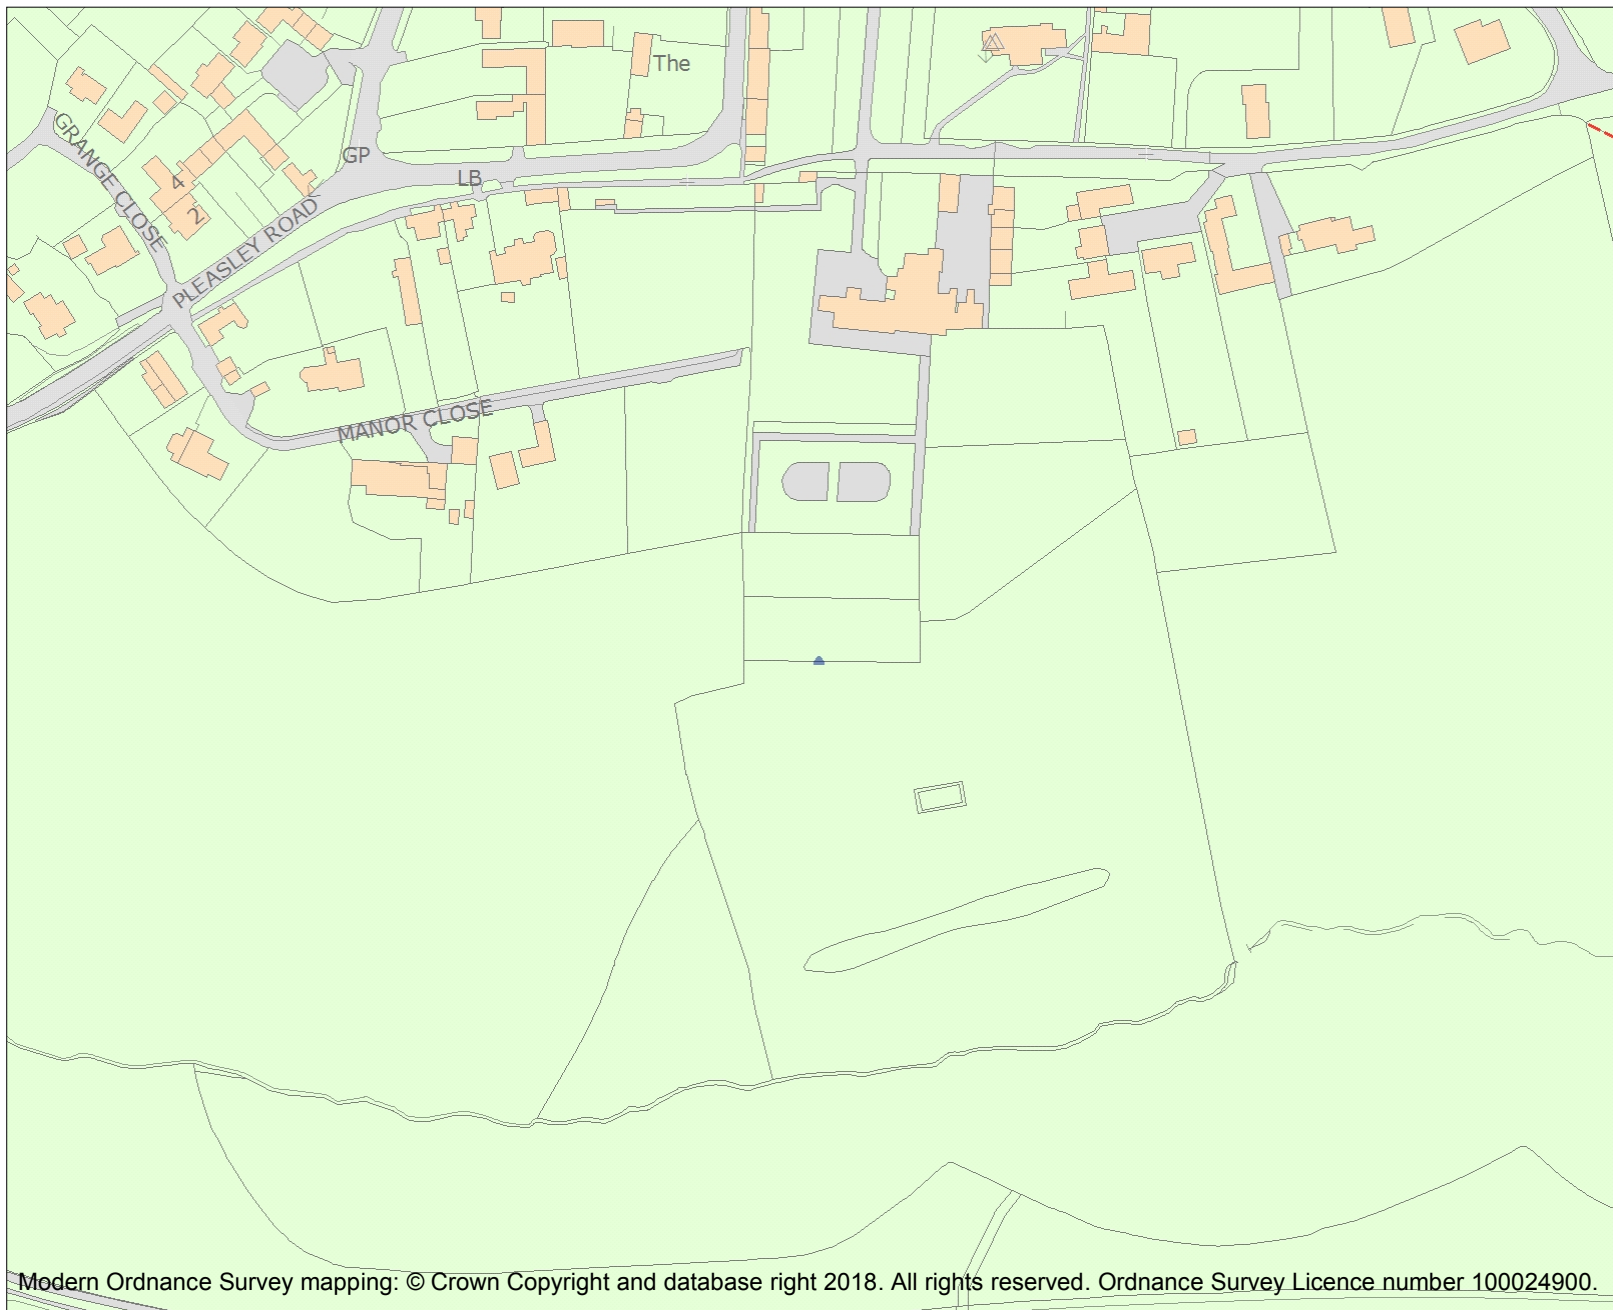 The
GRANGE CLOSE
GP
LB
4
2
PLEASLEY ROAD
MANOR CLOSE
Modern Ordnance Survey mapping: © Crown Copyright and database right 2018. All rights reserved. Ordnance Survey Licence number 100024900.